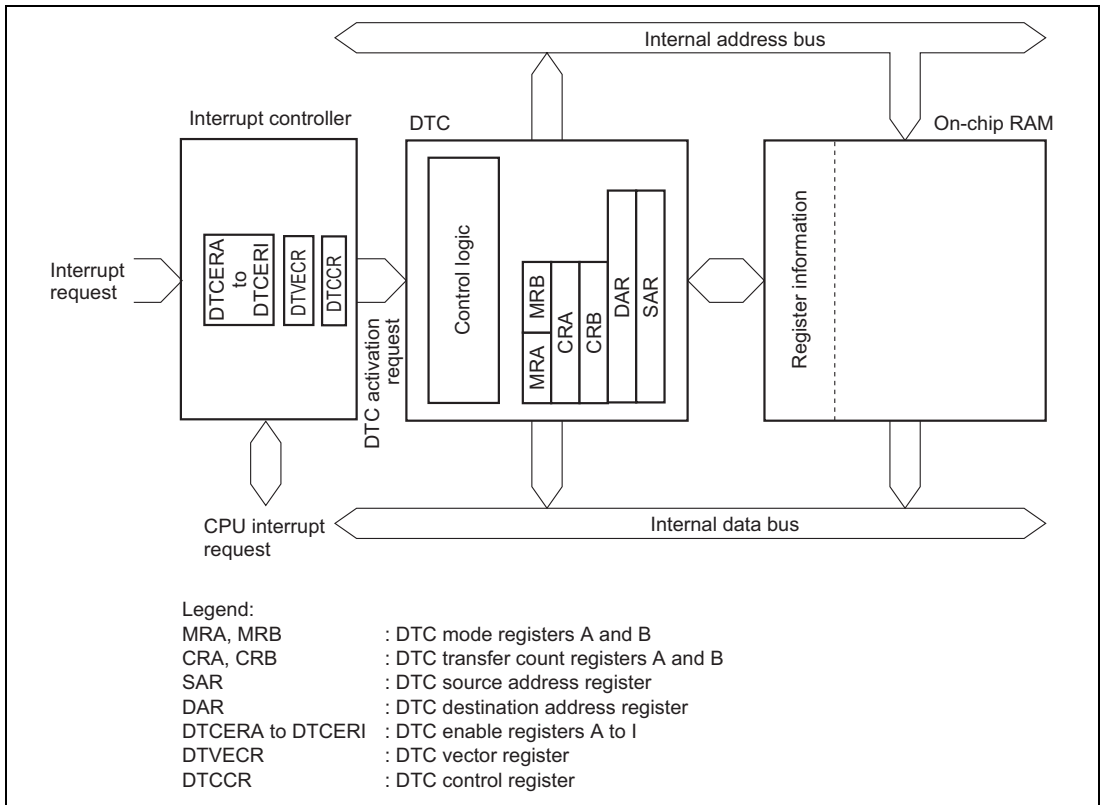 Internal address bus
Interrupt controller
DTC
On-chip RAM
Interrupt
request
DTCERA
to
DTCERI
DTVECR
DTCCR
DTC activation
request
Control logic
MRA
MRB
CRA
CRB
DAR
SAR
Register information
CPU interrupt
request
Internal data bus
Legend:
MRA, MRB : DTC mode registers A and B
CRA, CRB : DTC transfer count registers A and B
SAR : DTC source address register
DAR : DTC destination address register
DTCERA to DTCERI : DTC enable registers A to I
DTVECR : DTC vector register
DTCCR : DTC control register